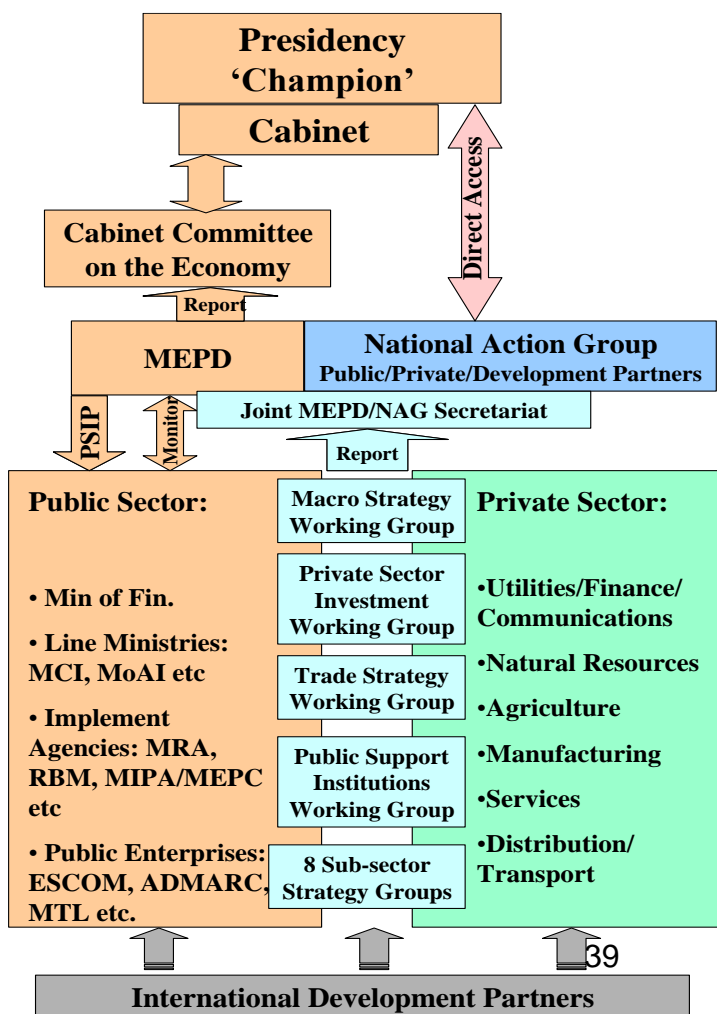 Presidency
‘Champion’
Cabinet
Direct Access
Cabinet Committee
on the Economy
Report
MEPD
National Action Group
Public/Private/Development Partners
Joint MEPD/NAG Secretariat
PSIP
Monitor
Report
Public Sector:
• Min of Fin.
• Line Ministries:
MCI, MoAI etc
• Implement
Agencies: MRA,
RBM, MIPA/MEPC
etc
• Public Enterprises:
ESCOM, ADMARC,
MTL etc.
Macro Strategy
Working Group
Private Sector
Investment
Working Group
Trade Strategy
Working Group
Public Support
Institutions
Working Group
8 Sub-sector
Strategy Groups
Private Sector:
•Utilities/Finance/
Communications
•Natural Resources
•Agriculture
•Manufacturing
•Services
•Distribution/
Transport
39
International Development Partners